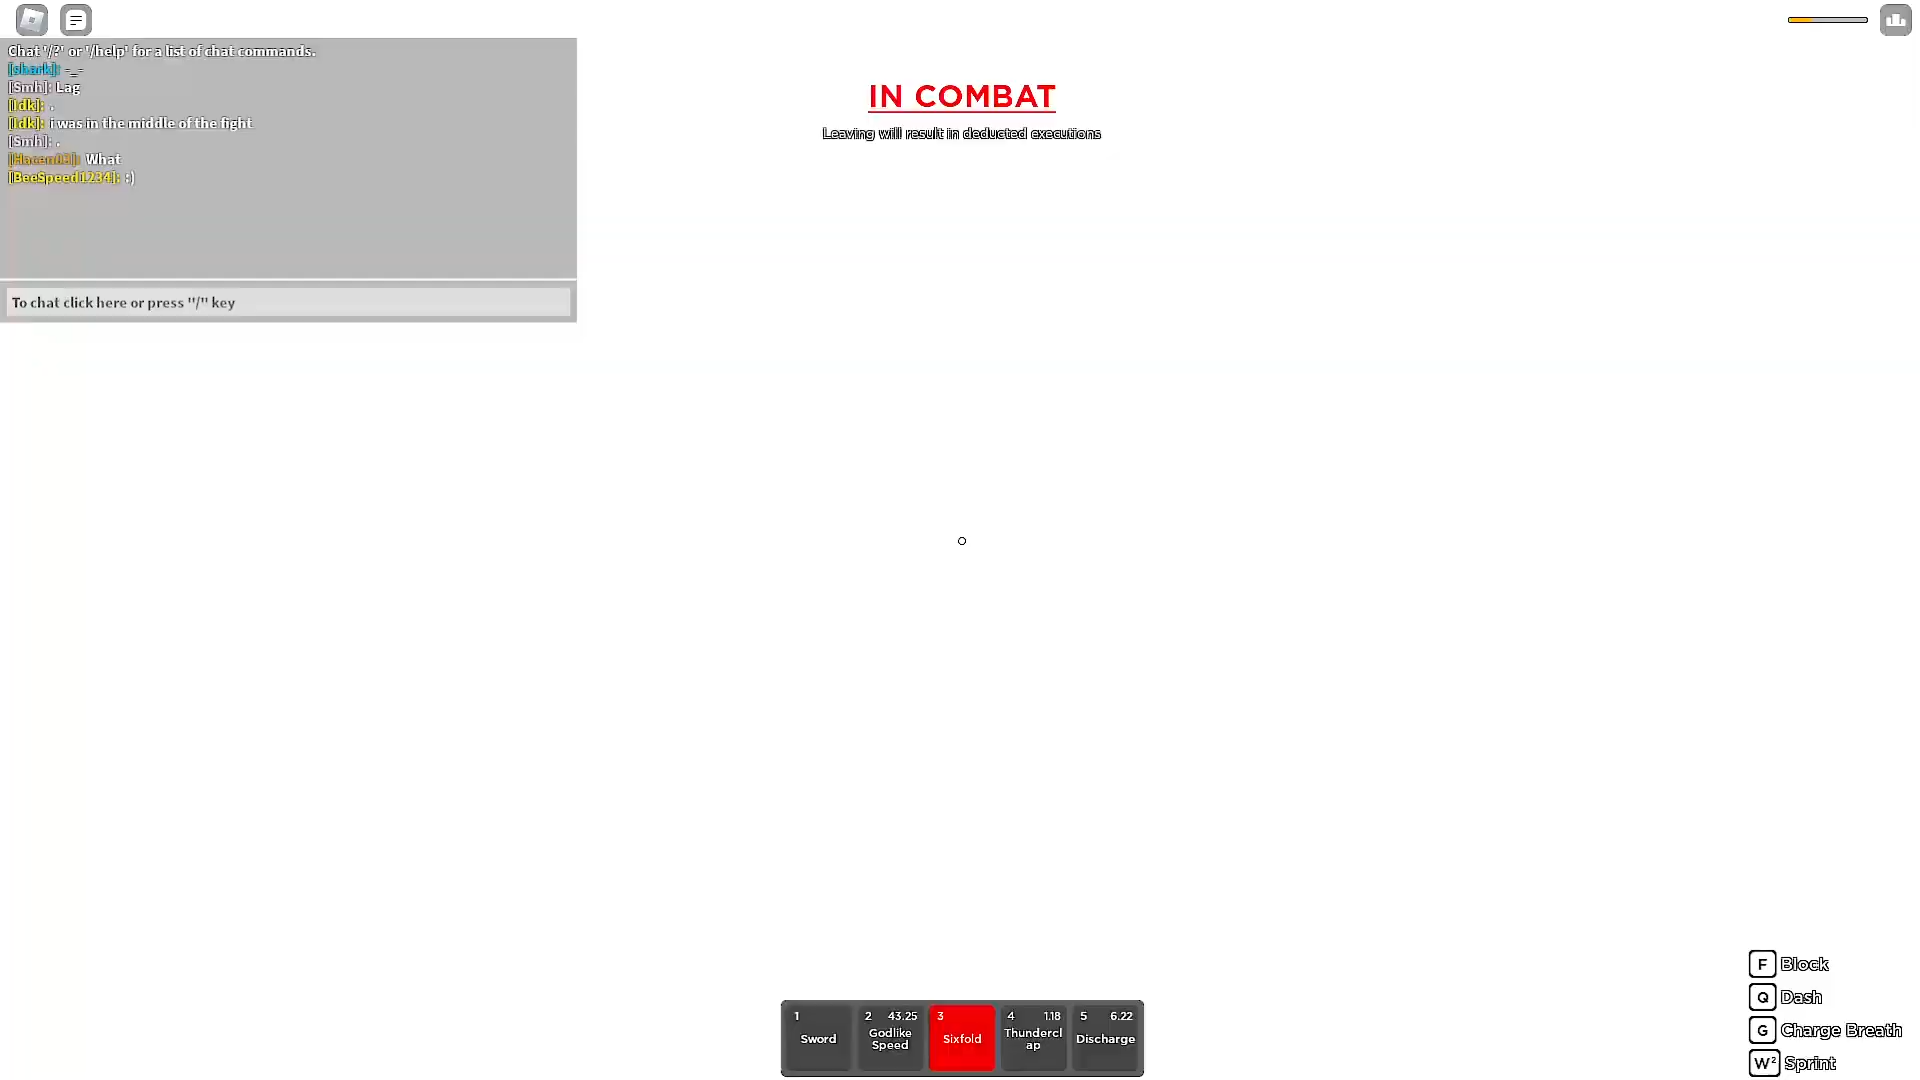 Chat '/?' or '/help' for a list of chat commands.
[shark]: -_-
[Smh]: Lag
[Idk]: .
[Idk]: i was in the middle of the fight
[Smh]: .
What
[BeeSpeed1234]: :)
To chat click here or press "/" key
IN COMBAT
Leaving will result in deducted executions
1
Sword
2 43.25
Godlike
Speed
3
Sixfold
4 1.18
Thundercl
ap
5 6.22
Discharge
F Block
Q Dash
G Charge Breath
W² Sprint